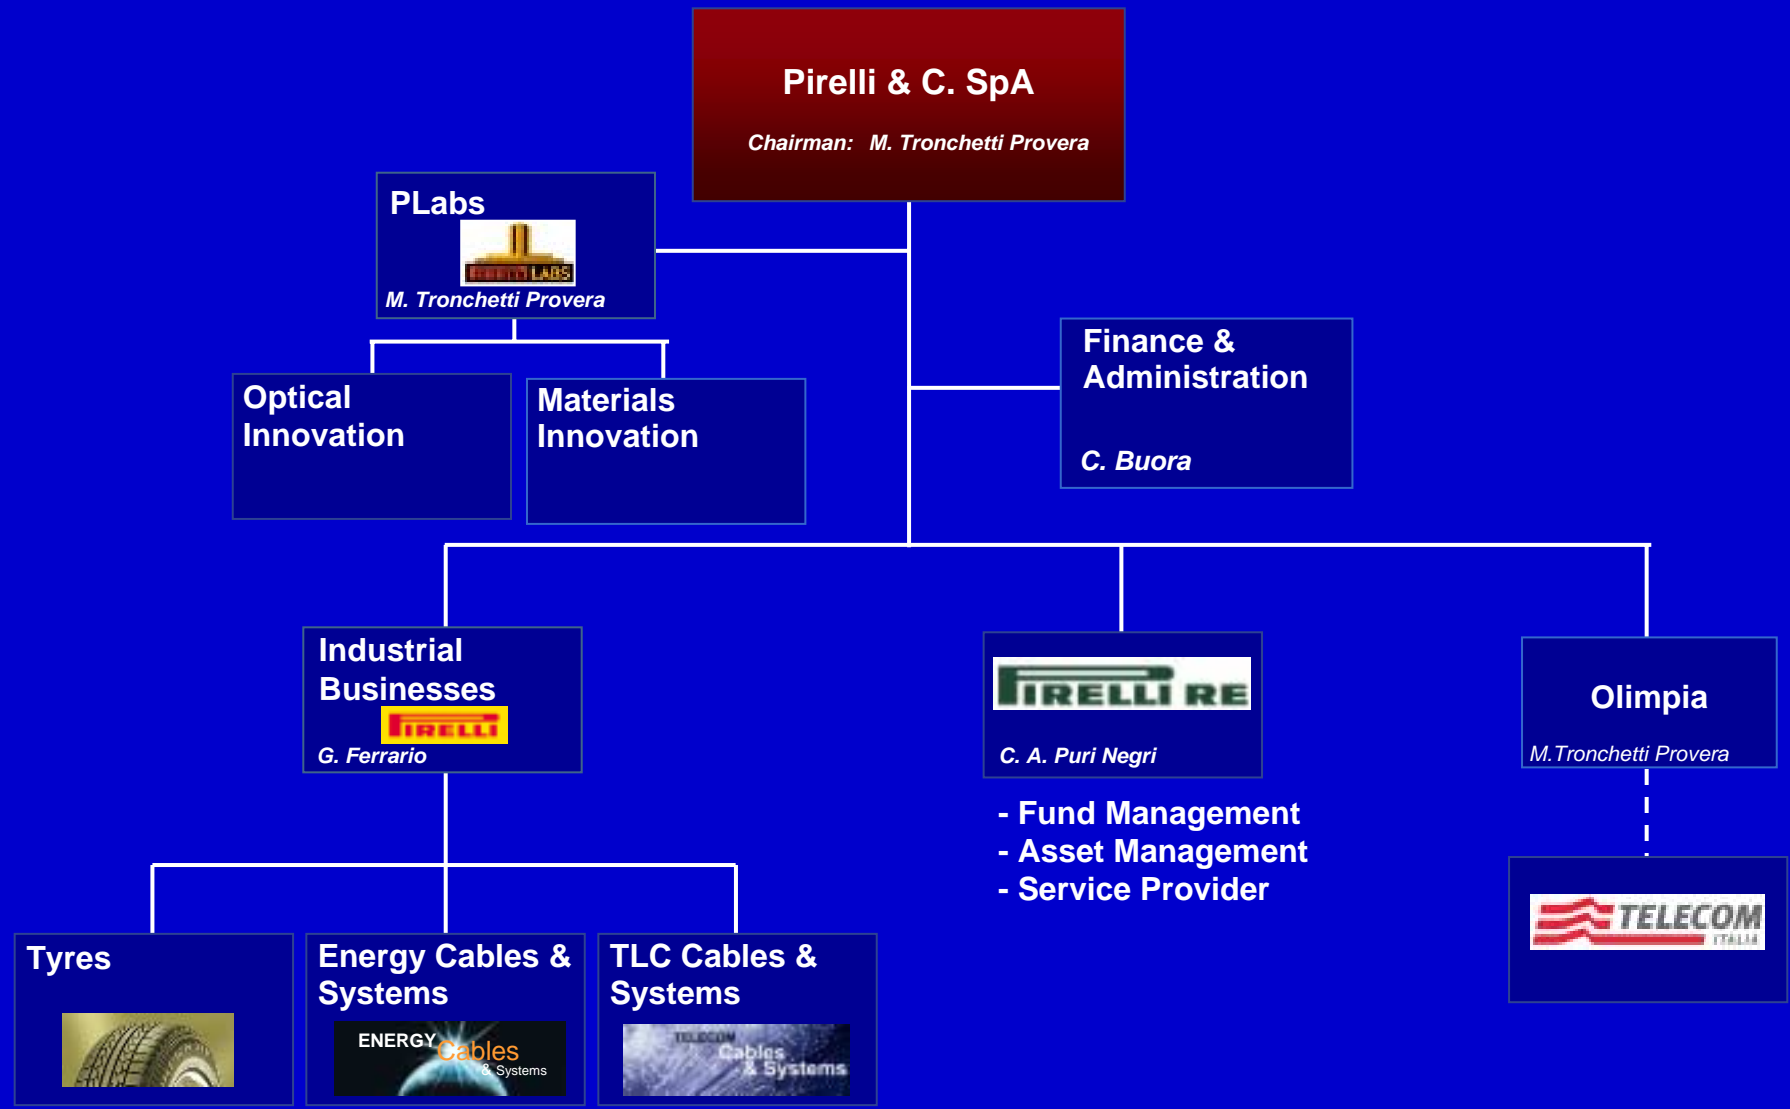 Pirelli & C. SpA
Chairman: M. Tronchetti Provera
PLabs
LABS
M. Tronchetti Provera
Finance &
Administration
C. Buora
Optical
Innovation
Materials
Innovation
Industrial
Businesses
PIRELLI
G. Ferrario
PIRELLI RE
C. A. Puri Negri
- Fund Management
- Asset Management
- Service Provider
Olimpia
M.Tronchetti Provera
TELECOM
ITALIA
Tyres
Energy Cables &
Systems
ENERGY
Cables
& Systems
TLC Cables &
Systems
TELECOM
Cables
& Systems